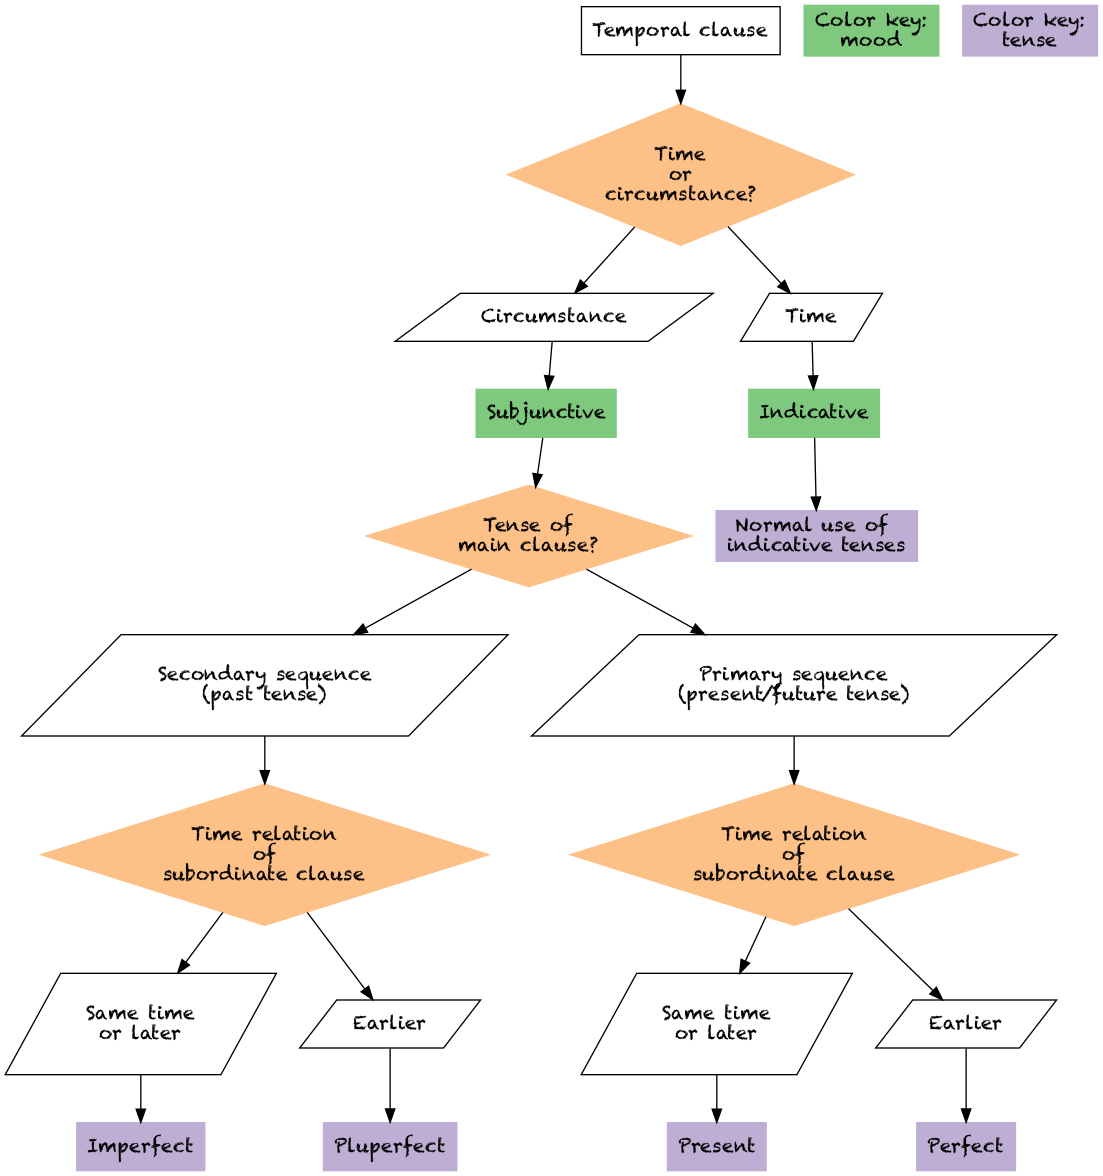 Temporal clause
Color key:
mood
Color key:
tense
Time
or
circumstance?
Circumstance
Time
Subjunctive
Indicative
Tense of
main clause?
Normal use of
indicative tenses
Secondary sequence
(past tense)
Primary sequence
(present/future tense)
Time relation
of
subordinate clause
Time relation
of
subordinate clause
Same time
or later
Earlier
Same time
or later
Earlier
Imperfect
Pluperfect
Present
Perfect